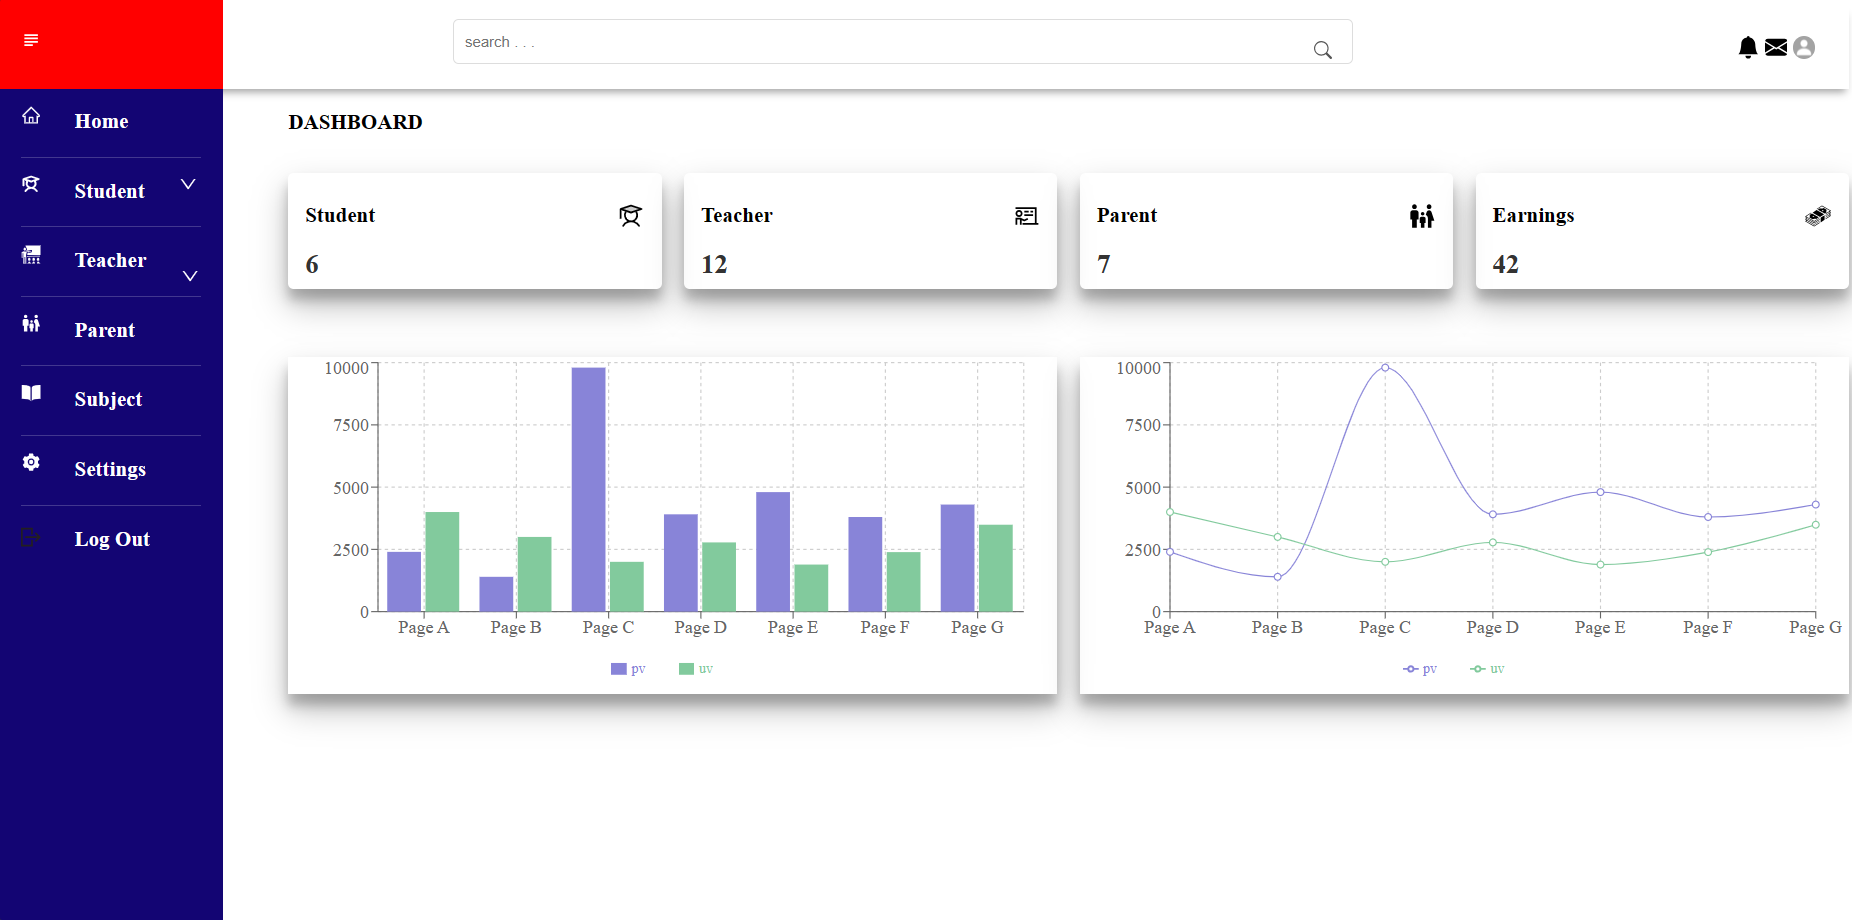 search . . .
Home
Student
Teacher
Parent
Subject
Settings
Log Out
DASHBOARD
Student
6
Teacher
12
Parent
7
Earnings
42
10000
7500
5000
2500
0
Page A Page B Page C Page D Page E Page F Page G
pv uv
10000
7500
5000
2500
0
Page A Page B Page C Page D Page E Page F Page G
pv uv